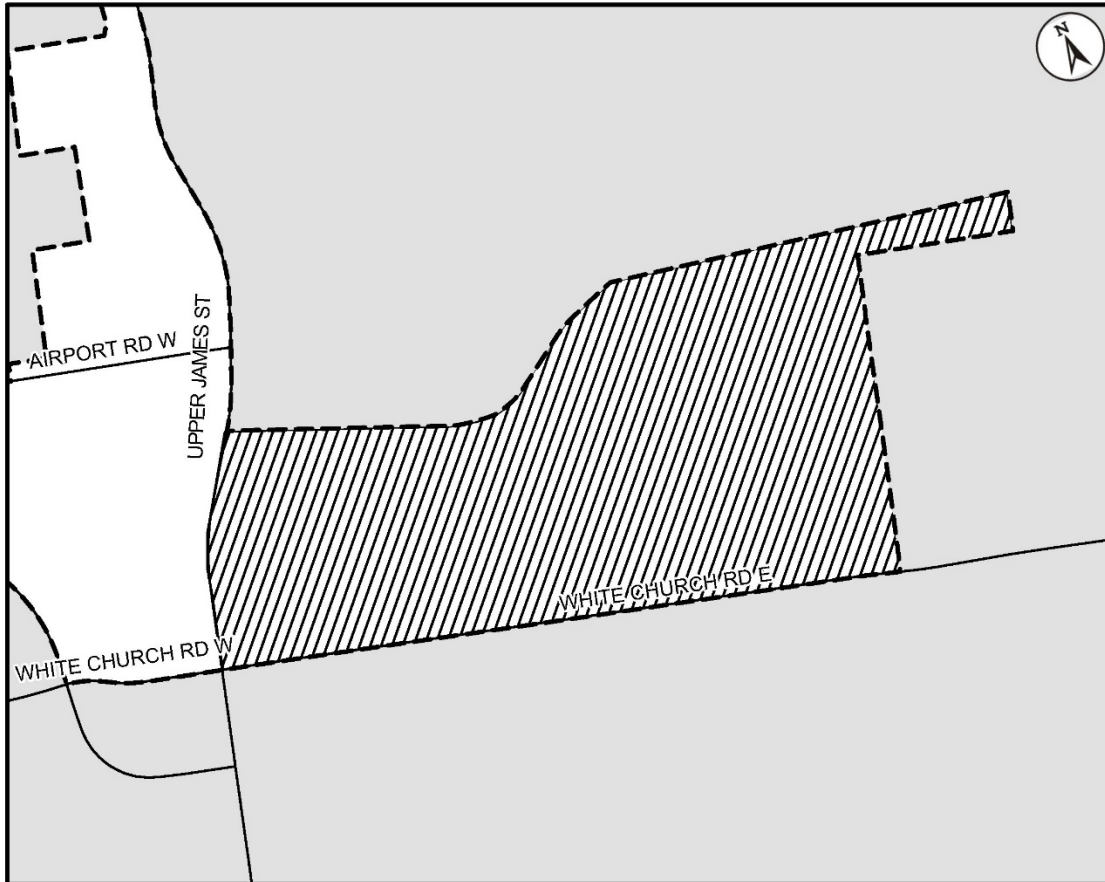 N
AIRPORT RD W
UPPER JAMES ST
WHITE CHURCH RD E
WHITE CHURCH RD W